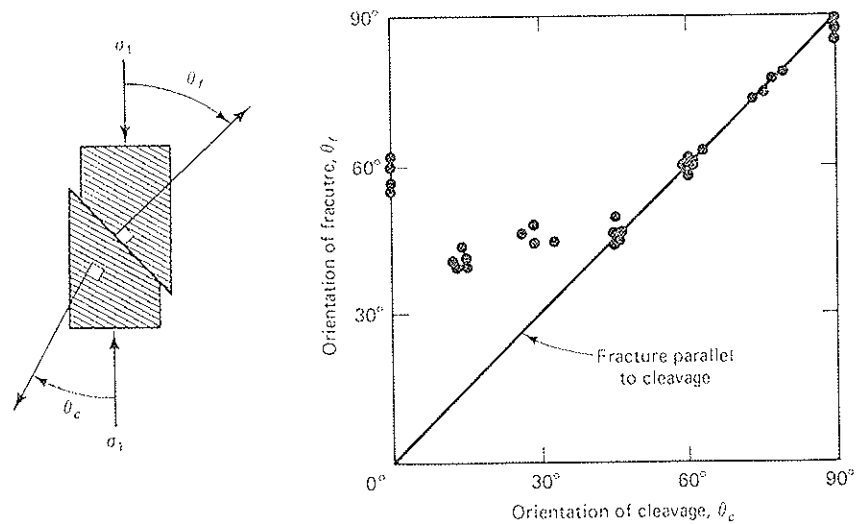 σ₁
θf
θc
σ₁
90°
60°
30°
0°
30°
60°
90°
Orientation of fracutre, θf
Fracture parallel
to cleavage
Orientation of cleavage, θc